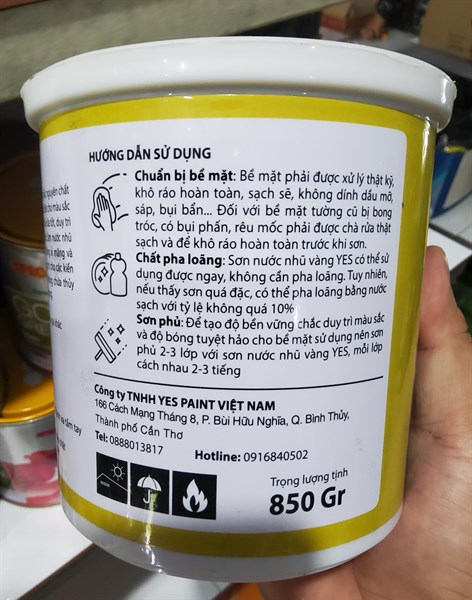 HƯỚNG DẪN SỬ DỤNG
Chuẩn bị bề mặt: Bề mặt phải được xử lý thật kỹ,
khô ráo hoàn toàn, sạch sẽ, không dính dầu mỡ,
sáp, bụi bẩn... Đối với bề mặt tường cũ bị bong
tróc, có bụi phấn, rêu mốc phải được chà rửa thật
sạch và để khô ráo hoàn toàn trước khi sơn.
Chất pha loãng: Sơn nước nhũ vàng YES có thể sử
dụng được ngay, không cần pha loãng. Tuy nhiên,
nếu thấy sơn quá đặc, có thể pha loãng bằng nước
sạch với tỷ lệ không quá 10%
Sơn phủ: Để tạo độ bền vững chắc duy trì màu sắc
và độ bóng tuyệt hảo cho bề mặt sử dụng nên sơn
phủ 2-3 lớp với sơn nước nhũ vàng YES, mỗi lớp
cách nhau 2-3 tiếng
Công ty TNHH YES PAINT VIỆT NAM
166 Cách Mạng Tháng 8, P. Bùi Hữu Nghĩa, Q. Bình Thủy,
Thành phố Cần Thơ
Tel: 0888013817
Hotline: 0916840502
Trọng lượng tịnh
850 Gr